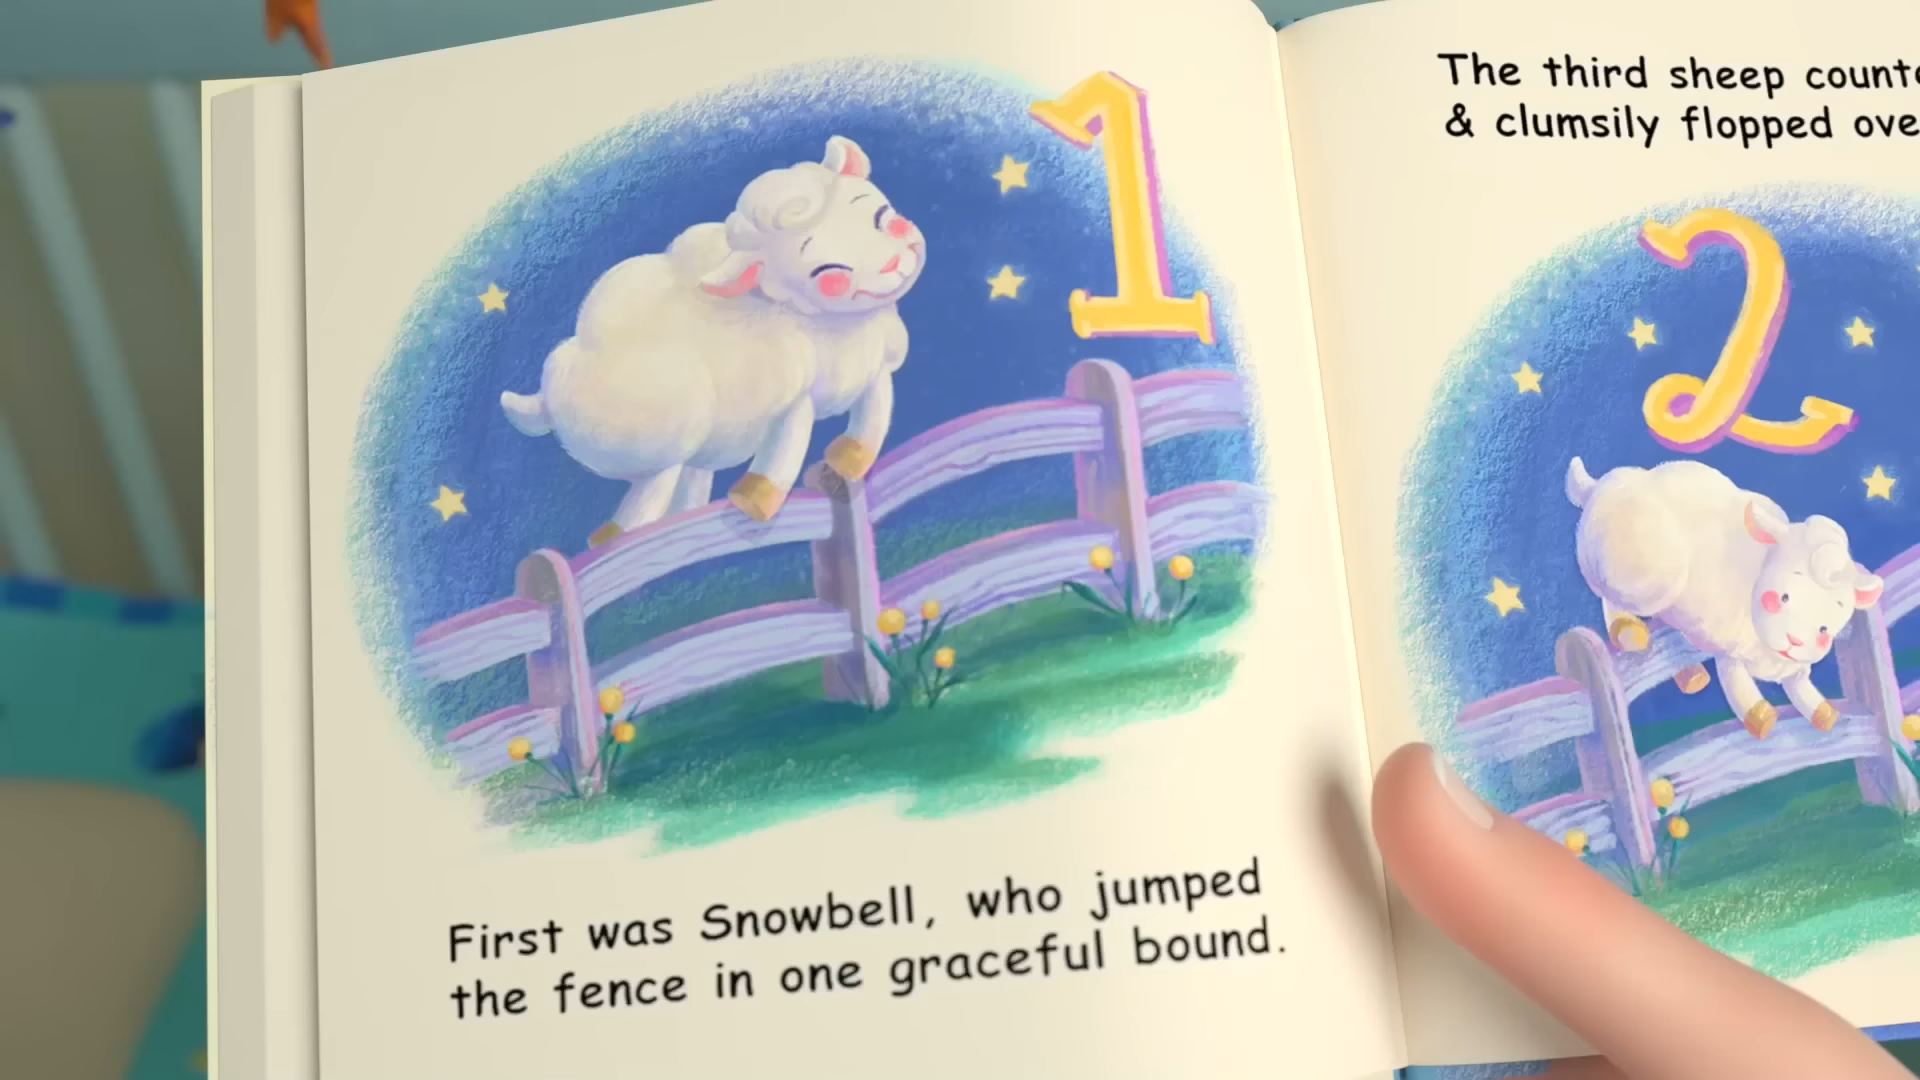 1
First was Snowbell, who jumped
the fence in one graceful bound.
The third sheep
& clumsily flopped
2